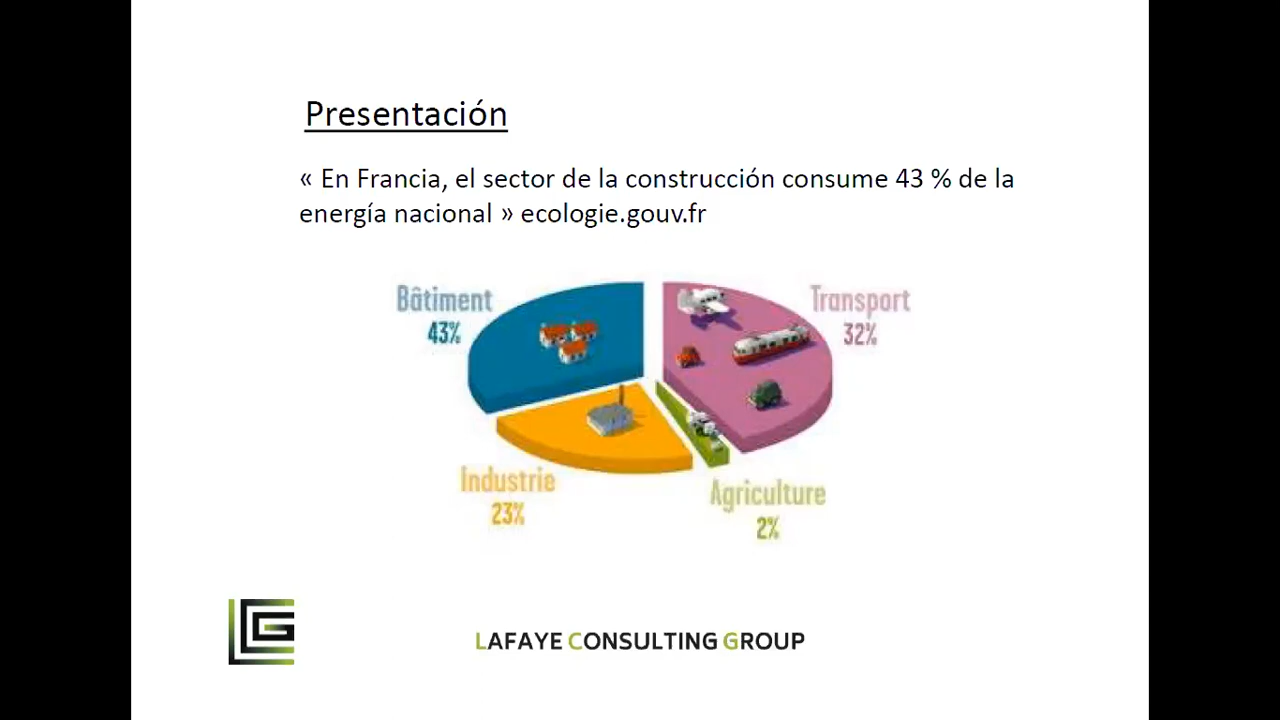 Presentación
« En Francia, el sector de la construcción consume 43 % de la
energía nacional » ecologie.gouv.fr
Bâtiment
43%
Transport
32%
Industrie
23%
Agriculture
2%
LCG
LAFAYE CONSULTING GROUP